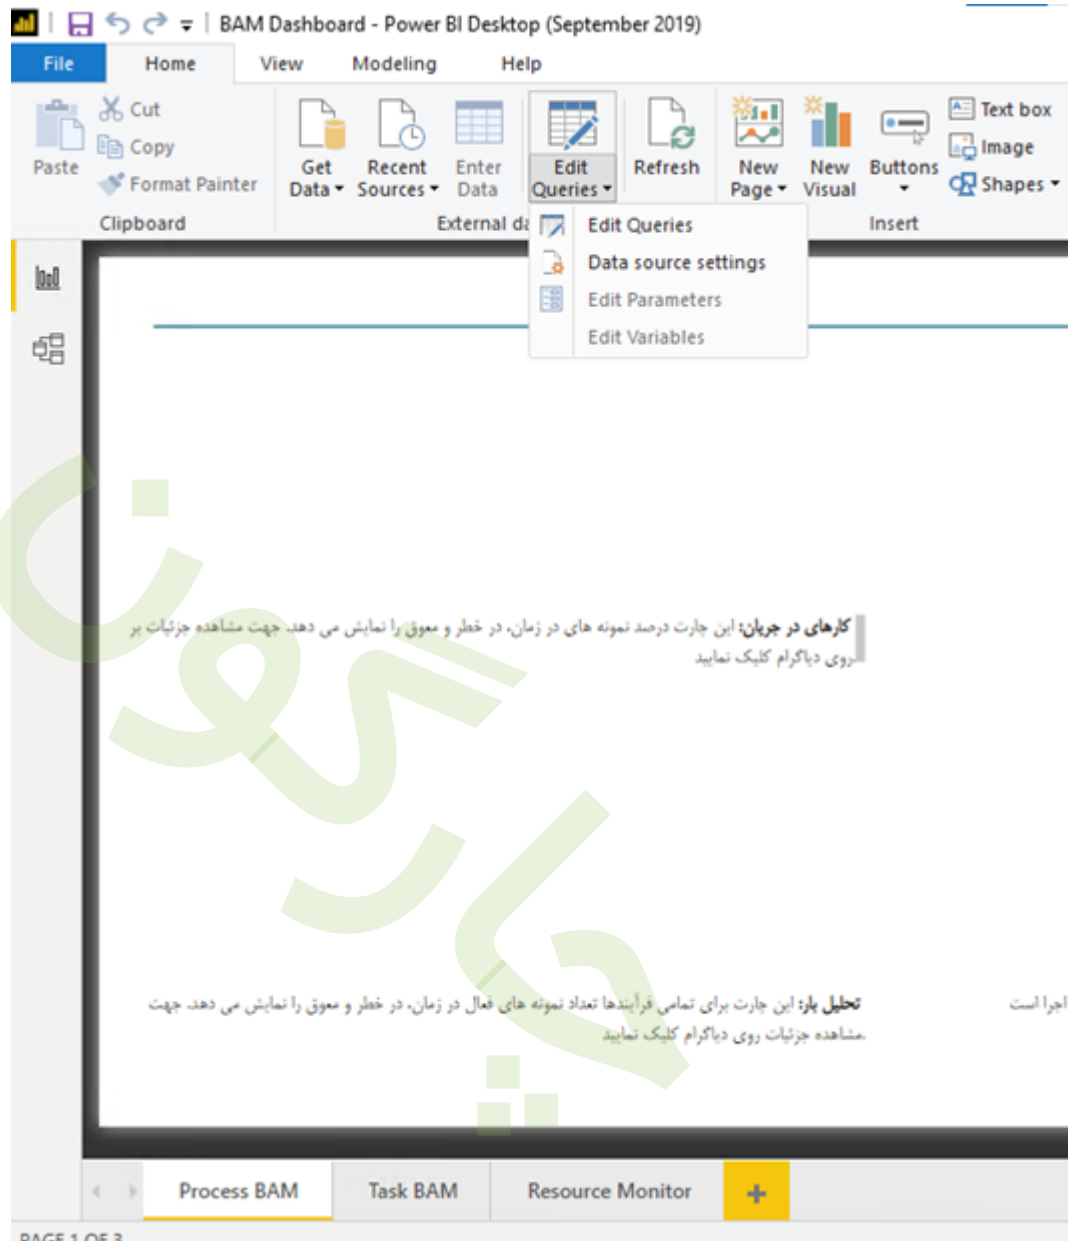 BAM Dashboard - Power BI Desktop (September 2019)
File Home View Modeling Help
Paste
Cut
Copy
Format Painter
Clipboard
Get Data
Recent Sources
Enter Data
Edit Queries
Refresh
External da
New Page
New Visual
Buttons
Text box
Image
Shapes
Insert
Edit Queries
Data source settings
Edit Parameters
Edit Variables
کارهای در جریان: این چارت درصد نمونه های در زمان، در خطر و معوق را نمایش می دهد. جهت مشاهده جزئیات بر
روی دیاگرام کلیک نمایید
تحلیل بار: این چارت برای تمامی فرآیندها تعداد نمونه های فعال در زمان، در خطر و معوق را نمایش می دهد. جهت
مشاهده جزئیات روی دیاگرام کلیک نمایید.
اجرا است
چارگون
Process BAM Task BAM Resource Monitor
PAGE 1 OF 3